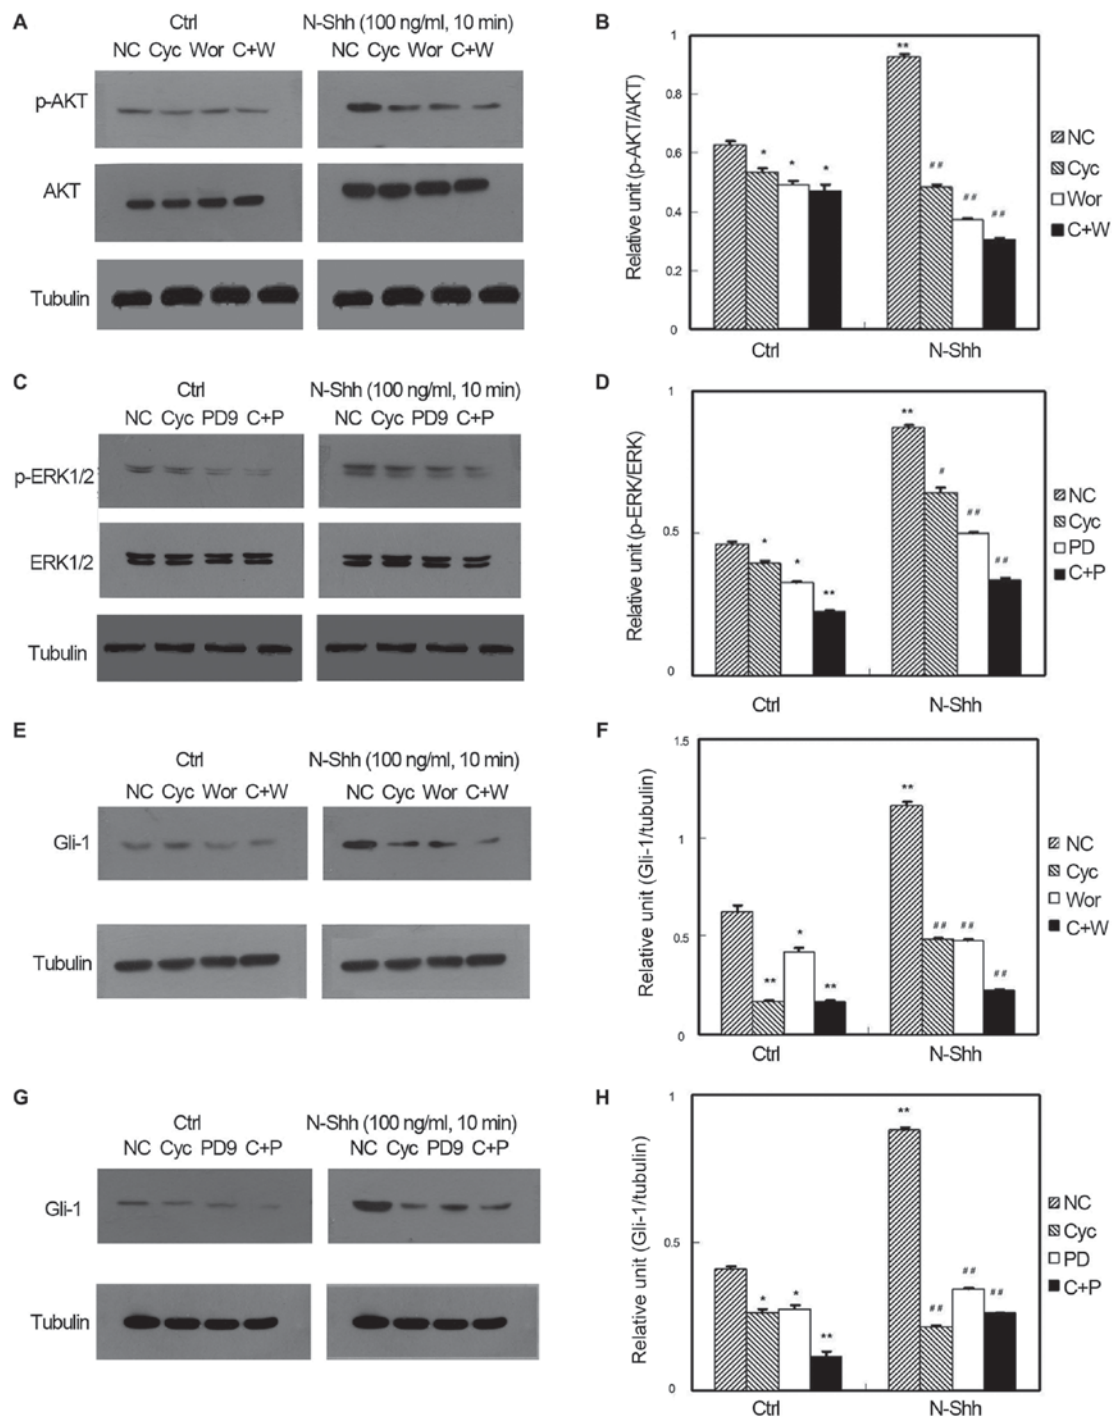 A
Ctrl
N-Shh (100 ng/ml, 10 min)
NC Cyc Wor C+W
NC Cyc Wor C+W
p-AKT
AKT
Tubulin
B
Relative unit (p-AKT/AKT)
1
0.8
0.6
0.4
0.2
0
* * *
** ## ## ##
Ctrl
N-Shh
NC
Cyc
Wor
C+W
C
Ctrl
N-Shh (100 ng/ml, 10 min)
NC Cyc PD9 C+P
NC Cyc PD9 C+P
p-ERK1/2
ERK1/2
Tubulin
D
Relative unit (p-ERK/ERK)
1
0.5
0
* * **
** # ## ##
Ctrl
N-Shh
NC
Cyc
PD
C+P
E
Ctrl
N-Shh (100 ng/ml, 10 min)
NC Cyc Wor C+W
NC Cyc Wor C+W
Gli-1
Tubulin
F
Relative unit (Gli-1/tubulin)
1.5
1
0.5
0
** * **
** ## ## ##
Ctrl
N-Shh
NC
Cyc
Wor
C+W
G
Ctrl
N-Shh (100 ng/ml, 10 min)
NC Cyc PD9 C+P
NC Cyc PD9 C+P
Gli-1
Tubulin
H
Relative unit (Gli-1/tubulin)
1
0.5
0
* * **
** ## ## ##
Ctrl
N-Shh
NC
Cyc
PD
C+P